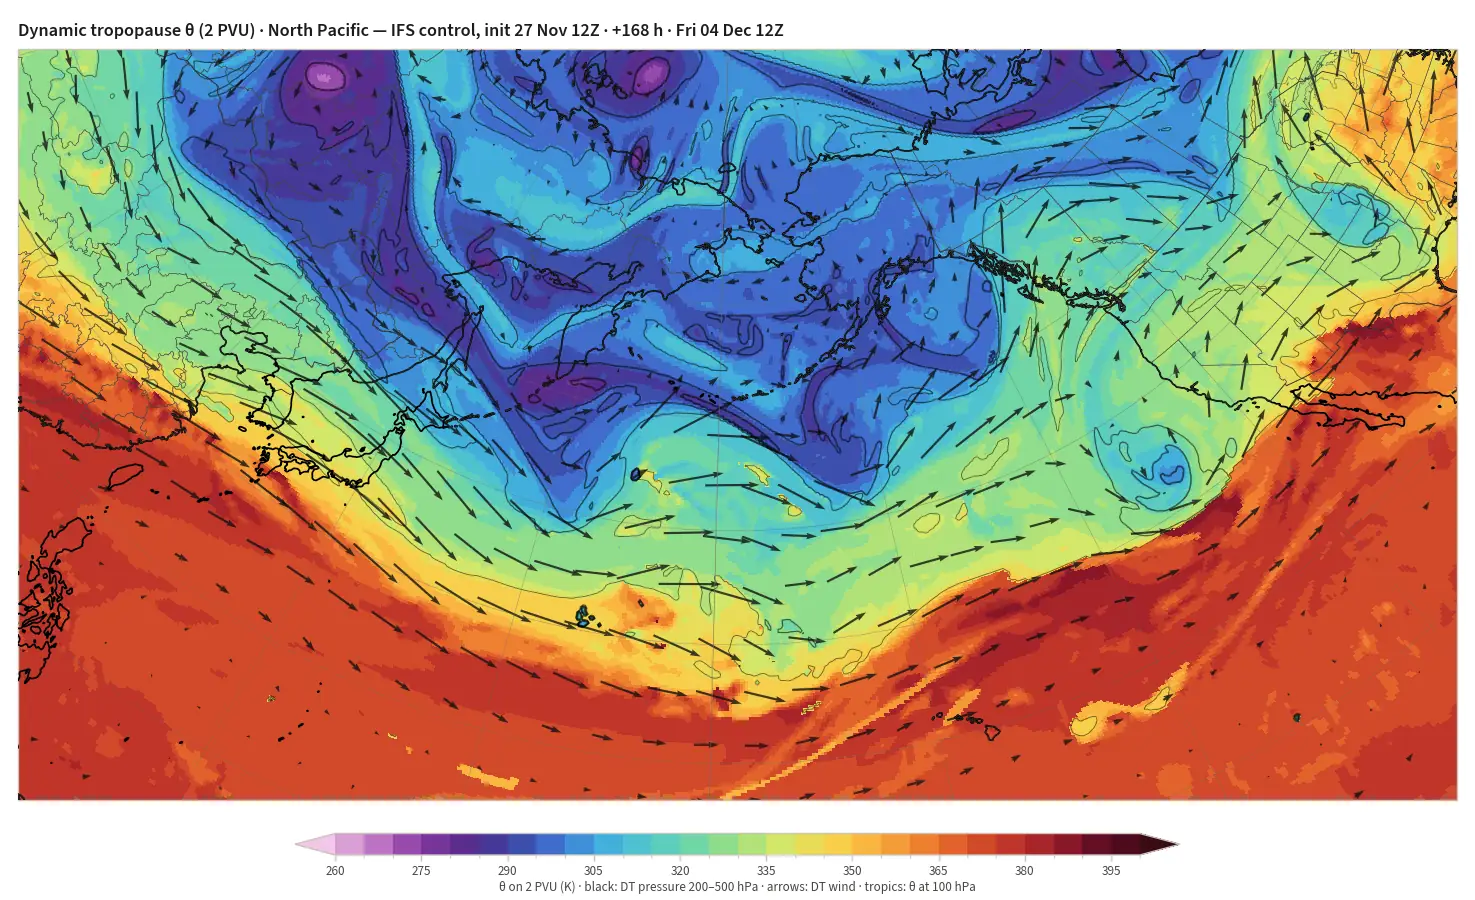 Dynamic tropopause θ (2 PVU) · North Pacific — IFS control, init 27 Nov 12Z · +168 h · Fri 04 Dec 12Z
260 275 290 305 320 335 350 365 380 395
θ on 2 PVU (K) · black: DT pressure 200–500 hPa · arrows: DT wind · tropics: θ at 100 hPa